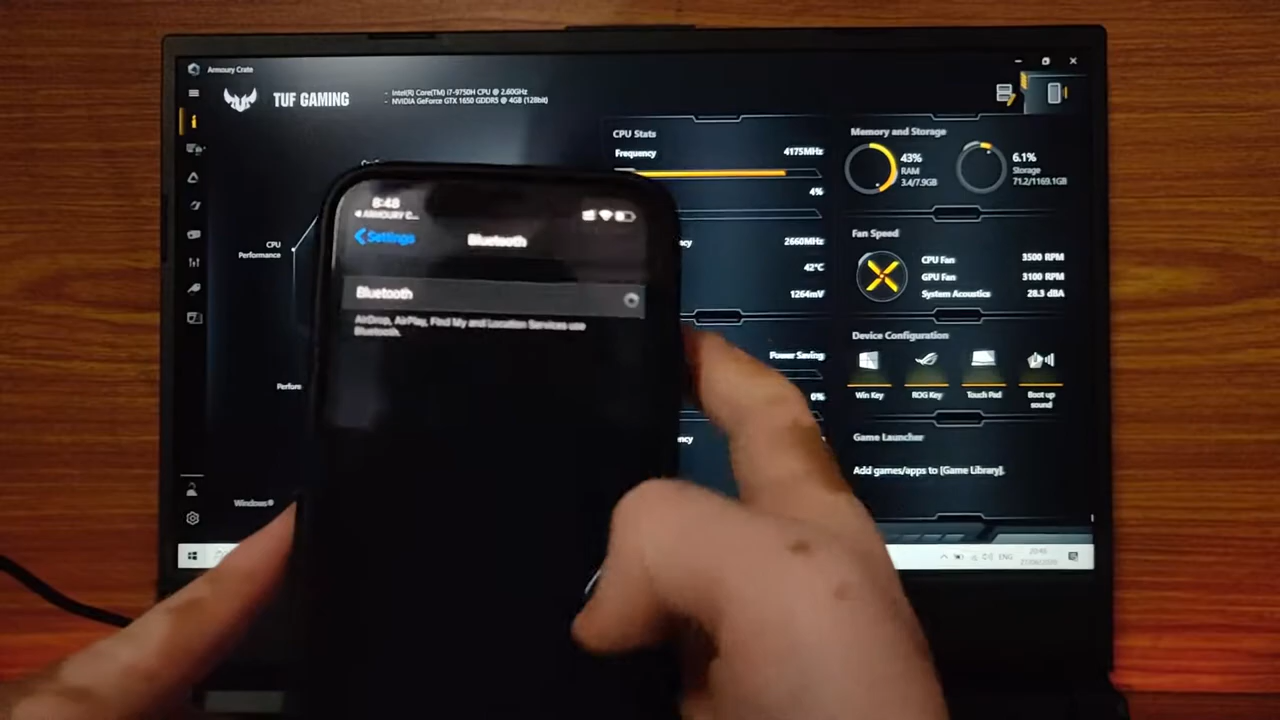 Armoury Crate
TUF GAMING
Intel(R) Core(TM) i7-9750H CPU @ 2.60GHz
NVIDIA GeForce GTX 1650 GDDR5 @ 4GB (128bit)
CPU Stats
Frequency 4175MHz
4%
2660MHz
42°C
1264mV
Power Saving
0%
CPU
Performance
Perfore
Windows®
Memory and Storage
43%
RAM
3.4/7.9GB
6.1%
Storage
71.2/1169.1GB
Fan Speed
CPU Fan 3500 RPM
GPU Fan 3100 RPM
System Acoustics 28.3 dBA
Device Configuration
Win Key ROG Key Touch Pad Boot up
sound
Game Launcher
Add games/apps to [Game Library].
ENG
8:48
ARMOURY C...
Settings Bluetooth
Bluetooth
AirDrop, AirPlay, Find My and Location Services use
Bluetooth.